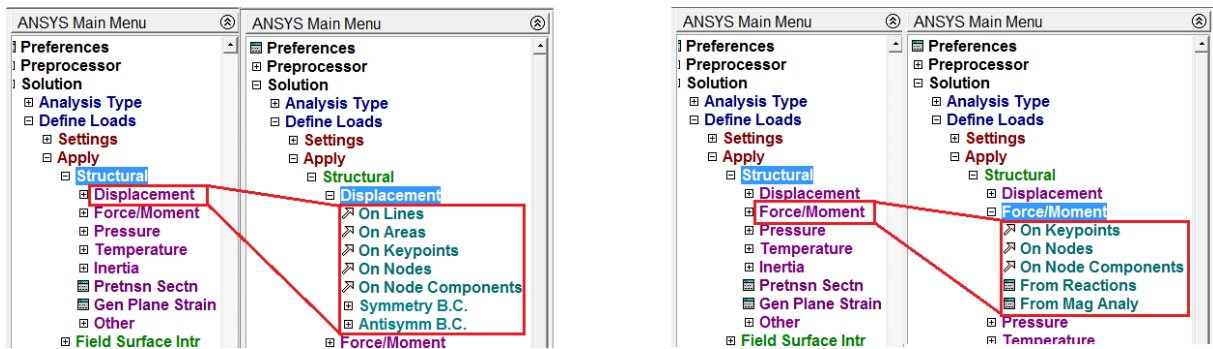 ANSYS Main Menu
Preferences
Preprocessor
Solution
Analysis Type
Define Loads
Settings
Apply
Structural
Displacement
Force/Moment
Pressure
Temperature
Inertia
Pretnsn Sectn
Gen Plane Strain
Other
Field Surface Intr
ANSYS Main Menu
Preferences
Preprocessor
Solution
Analysis Type
Define Loads
Settings
Apply
Structural
Displacement
On Lines
On Areas
On Keypoints
On Nodes
On Node Components
Symmetry B.C.
Antisymm B.C.
Force/Moment
ANSYS Main Menu
Preferences
Preprocessor
Solution
Analysis Type
Define Loads
Settings
Apply
Structural
Displacement
Force/Moment
Pressure
Temperature
Inertia
Pretnsn Sectn
Gen Plane Strain
Other
Field Surface Intr
ANSYS Main Menu
Preferences
Preprocessor
Solution
Analysis Type
Define Loads
Settings
Apply
Structural
Displacement
Force/Moment
On Keypoints
On Nodes
On Node Components
From Reactions
From Mag Analy
Pressure
Temperature